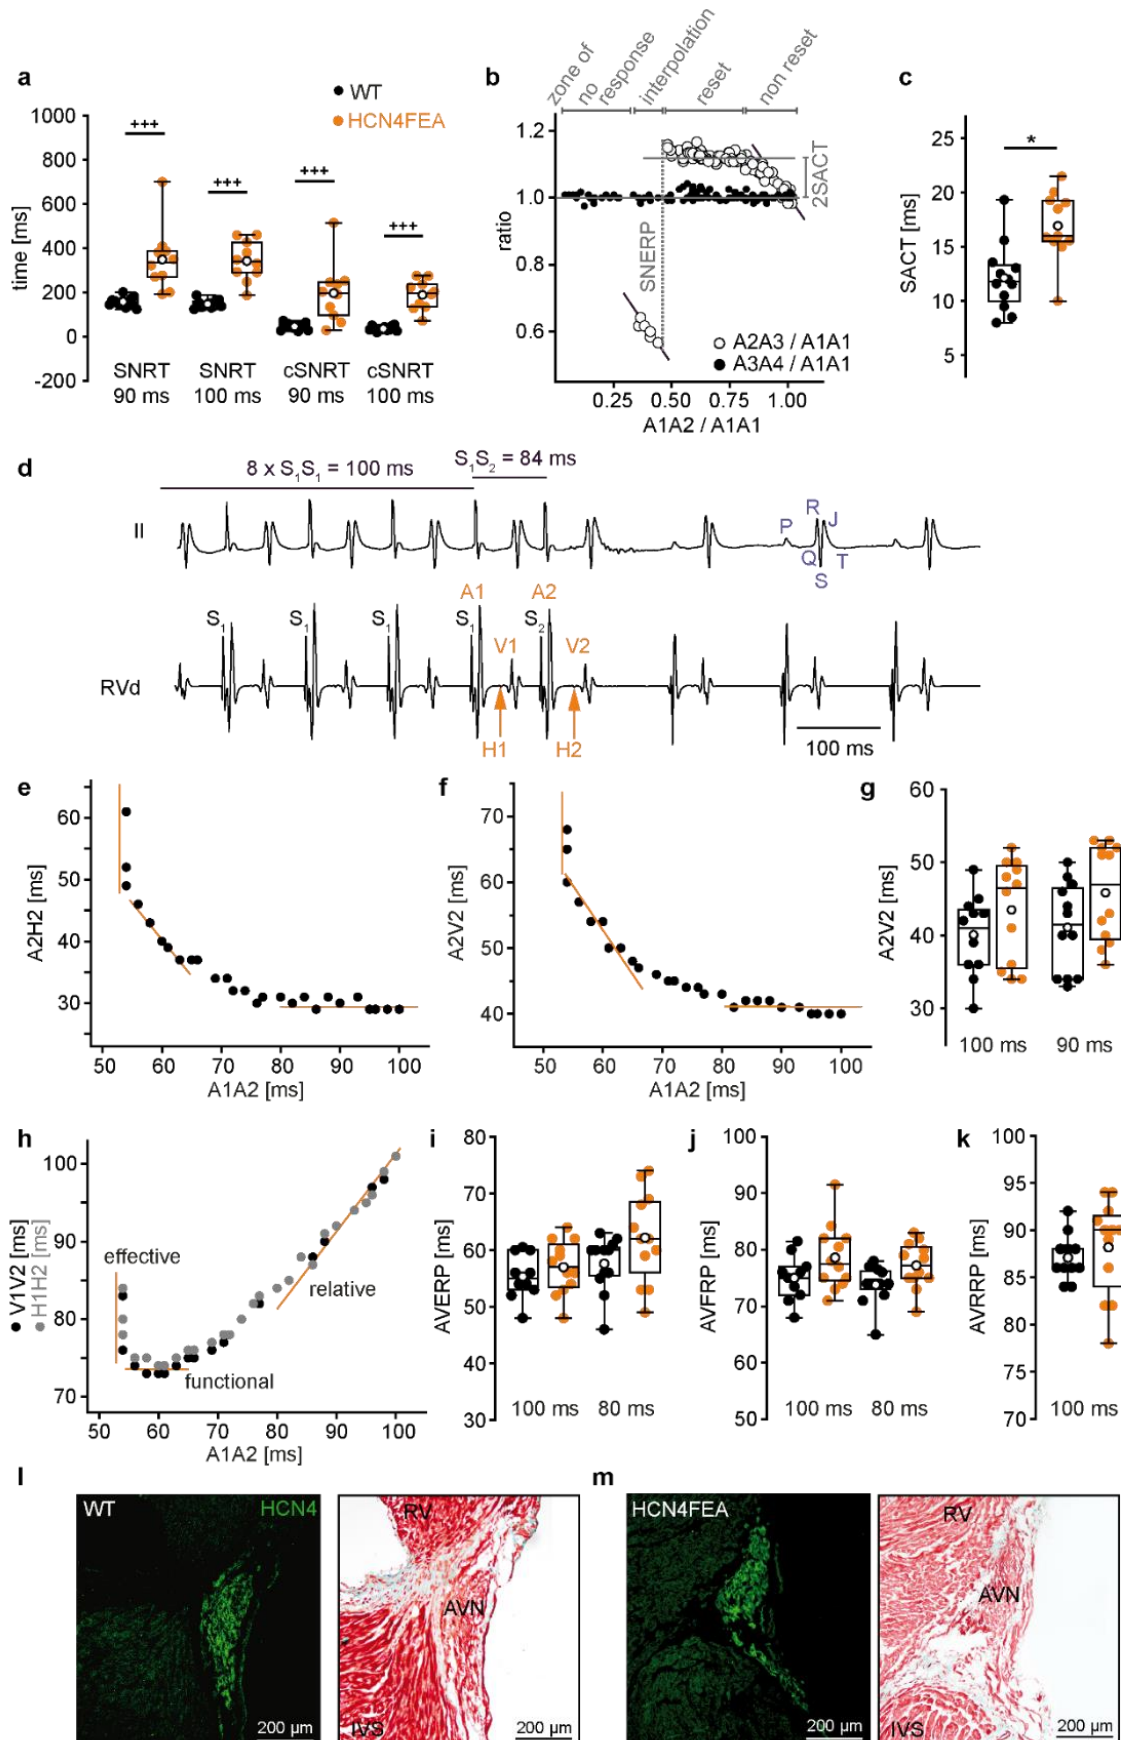 a
WT
HCN4FEA
1000
800
600
400
200
0
-200
time [ms]
+++
+++
+++
+++
SNRT
90 ms
SNRT
100 ms
cSNRT
90 ms
cSNRT
100 ms
b
zone of
no
response
interpolation
reset
non reset
1.2
1.0
0.8
0.6
ratio
SNERP
2SACT
A2A3 / A1A1
A3A4 / A1A1
0.25
0.50
0.75
1.00
A1A2 / A1A1
c
25
20
15
10
5
SACT [ms]
*
d
8 x S1S1 = 100 ms
S1S2 = 84 ms
II
P
R
J
Q
S
T
A1
A2
S1
S1
S1
S1
S2
V1
V2
RVd
H1
H2
100 ms
e
60
50
40
30
A2H2 [ms]
50
60
70
80
90
100
A1A2 [ms]
f
70
60
50
40
A2V2 [ms]
50
60
70
80
90
100
A1A2 [ms]
g
60
50
40
30
A2V2 [ms]
100 ms
90 ms
h
100
90
80
70
V1V2 [ms]
H1H2 [ms]
effective
relative
functional
50
60
70
80
90
100
A1A2 [ms]
i
80
70
60
50
40
30
AVERP [ms]
100 ms
80 ms
j
100
90
80
70
60
50
AVFRP [ms]
100 ms
80 ms
k
100
95
90
85
80
75
70
AVRRP [ms]
100 ms
l
WT
HCN4
200 µm
RV
AVN
IVS
200 µm
m
HCN4FEA
200 µm
RV
AVN
IVS
200 µm